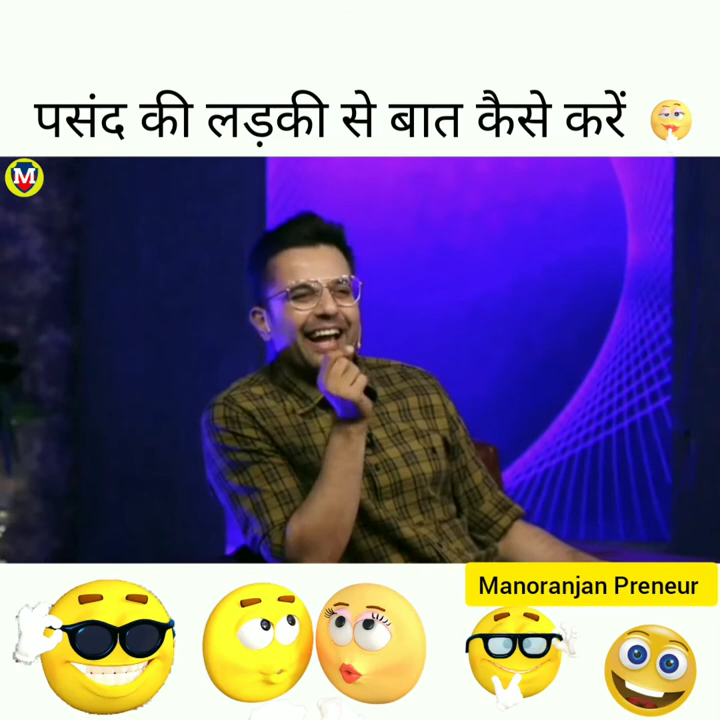 पसंद की लड़की से बात कैसे करें
M
Manoranjan Preneur